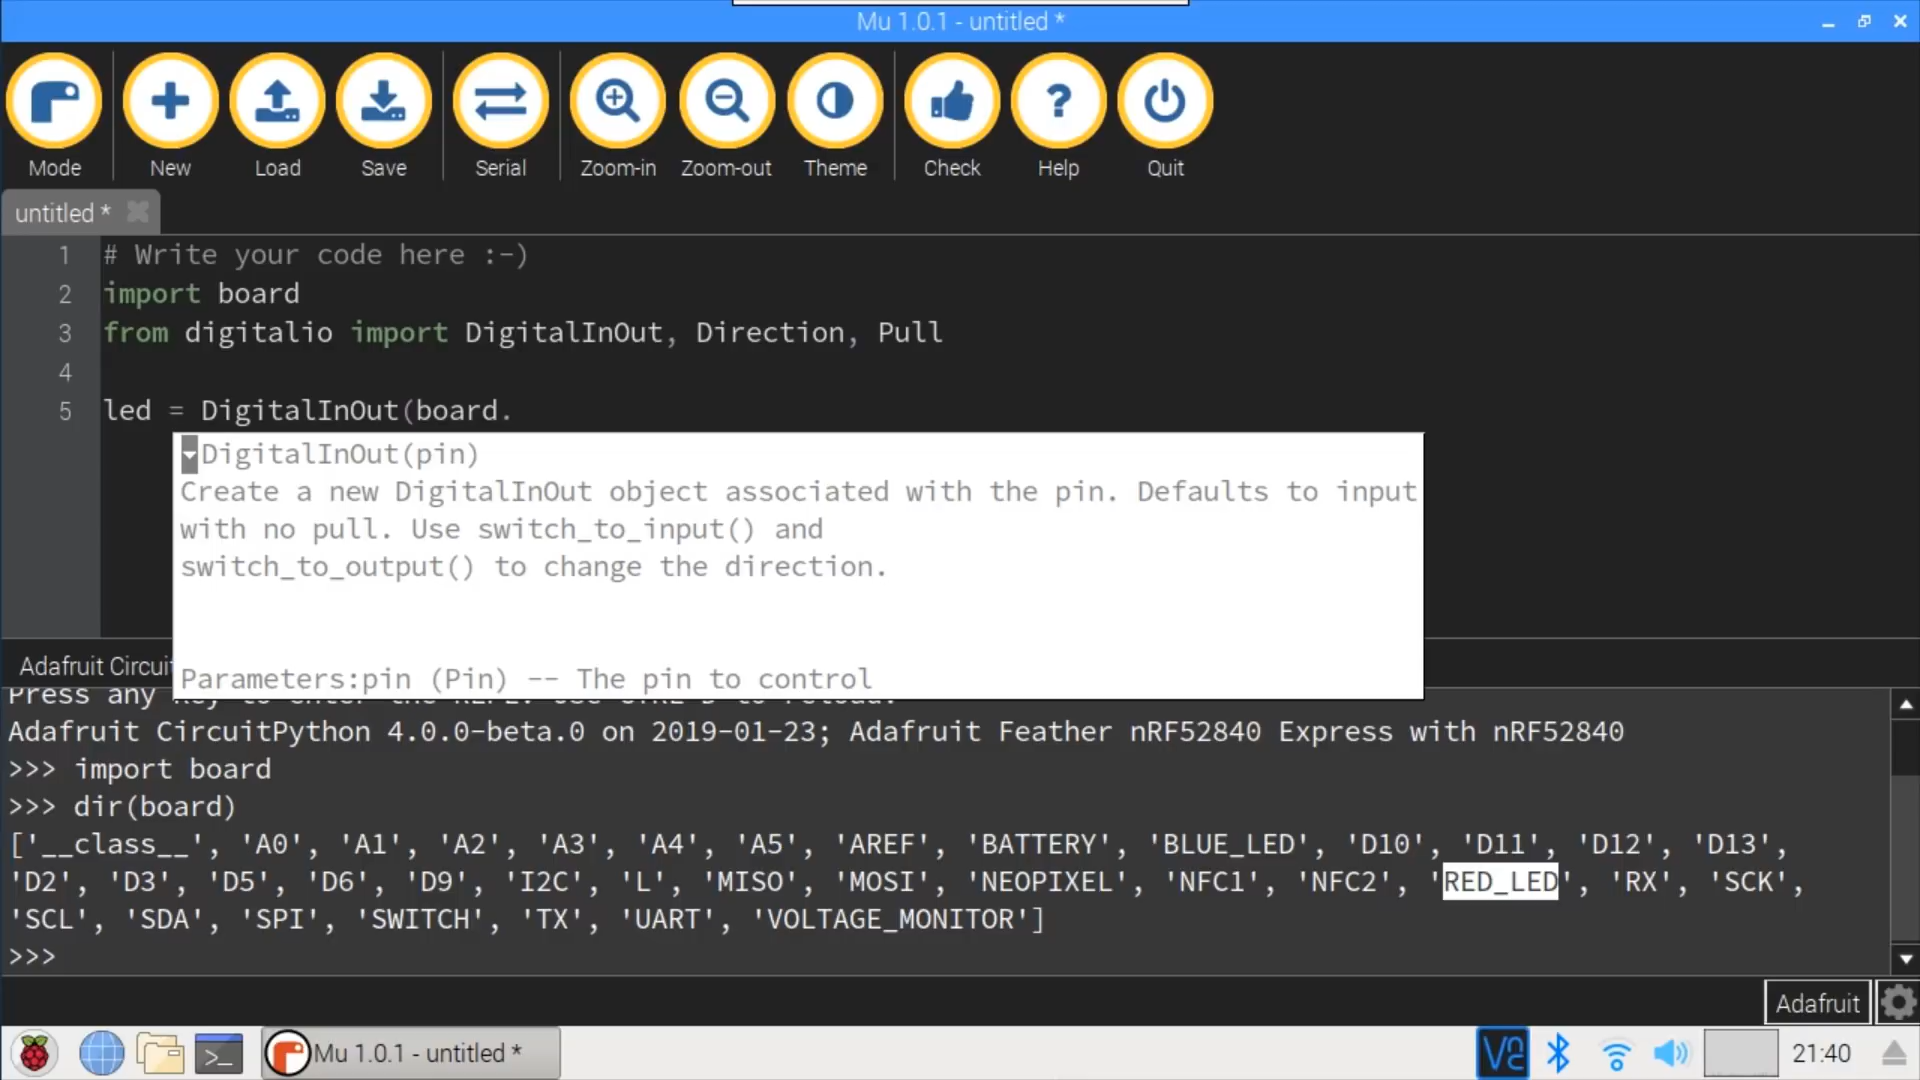 Mu 1.0.1 - untitled *
Mode New Load Save Serial Zoom-in Zoom-out Theme Check Help Quit
untitled *
1 # Write your code here :-)
2 import board
3 from digitalio import DigitalInOut, Direction, Pull
4
5 led = DigitalInOut(board.
DigitalInOut(pin)
Create a new DigitalInOut object associated with the pin. Defaults to input
with no pull. Use switch_to_input() and
switch_to_output() to change the direction.
Parameters:pin (Pin) -- The pin to control
Adafruit Circui
Press any
Adafruit CircuitPython 4.0.0-beta.0 on 2019-01-23; Adafruit Feather nRF52840 Express with nRF52840
>>> import board
>>> dir(board)
['__class__', 'A0', 'A1', 'A2', 'A3', 'A4', 'A5', 'AREF', 'BATTERY', 'BLUE_LED', 'D10', 'D11', 'D12', 'D13',
'D2', 'D3', 'D5', 'D6', 'D9', 'I2C', 'L', 'MISO', 'MOSI', 'NEOPIXEL', 'NFC1', 'NFC2', 'RED_LED', 'RX', 'SCK',
'SCL', 'SDA', 'SPI', 'SWITCH', 'TX', 'UART', 'VOLTAGE_MONITOR']
>>>
Adafruit
Mu 1.0.1 - untitled *
21:40